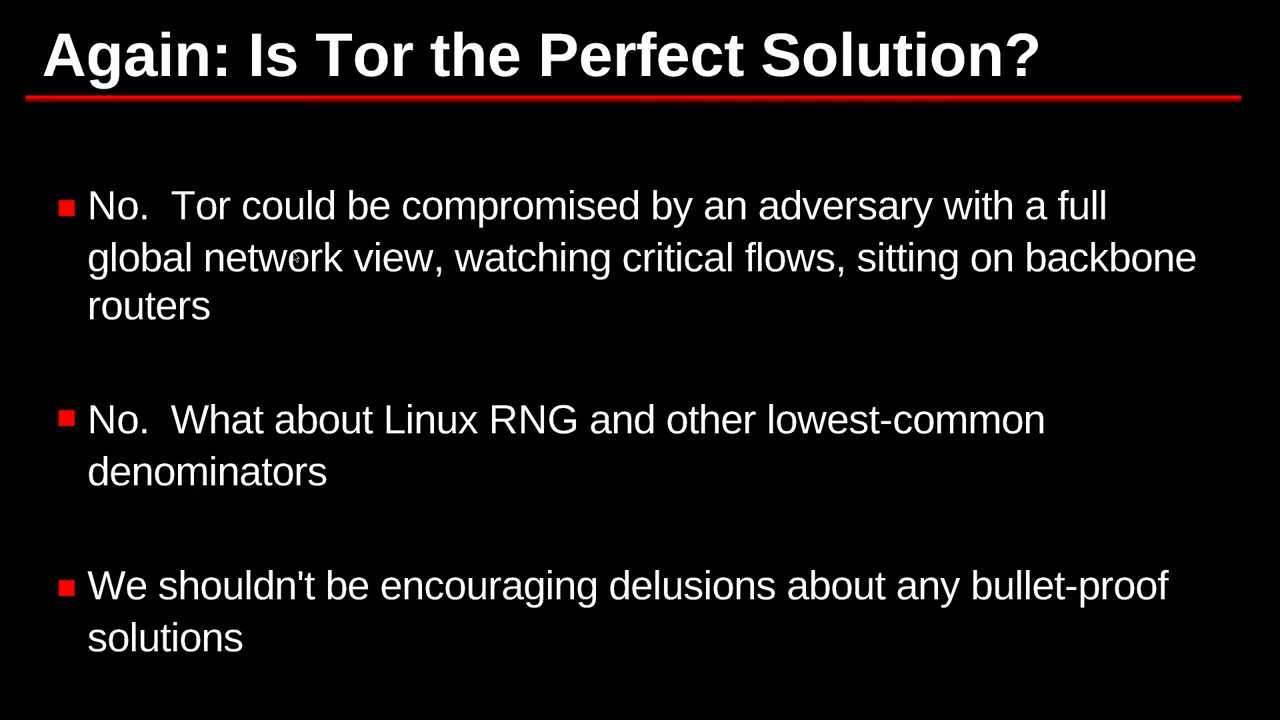 Again: Is Tor the Perfect Solution?
No.  Tor could be compromised by an adversary with a full
global network view, watching critical flows, sitting on backbone
routers
No.  What about Linux RNG and other lowest-common
denominators
We shouldn't be encouraging delusions about any bullet-proof
solutions